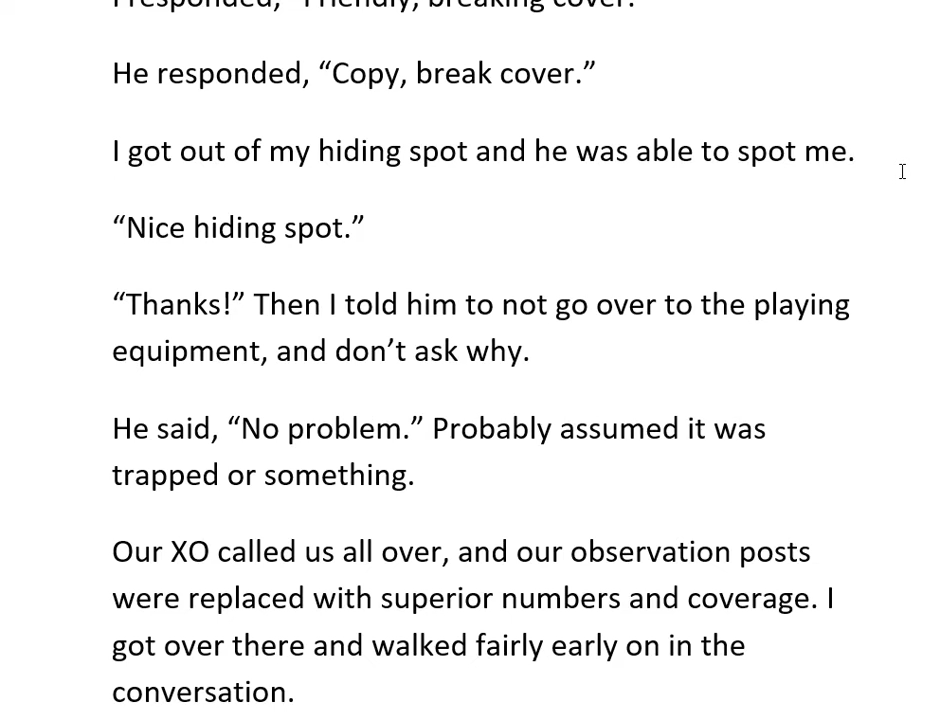 I responded, “Friendly, breaking cover.”
He responded, “Copy, break cover.”
I got out of my hiding spot and he was able to spot me.
“Nice hiding spot.”
“Thanks!” Then I told him to not go over to the playing
equipment, and don’t ask why.
He said, “No problem.” Probably assumed it was
trapped or something.
Our XO called us all over, and our observation posts
were replaced with superior numbers and coverage. I
got over there and walked fairly early on in the
conversation.